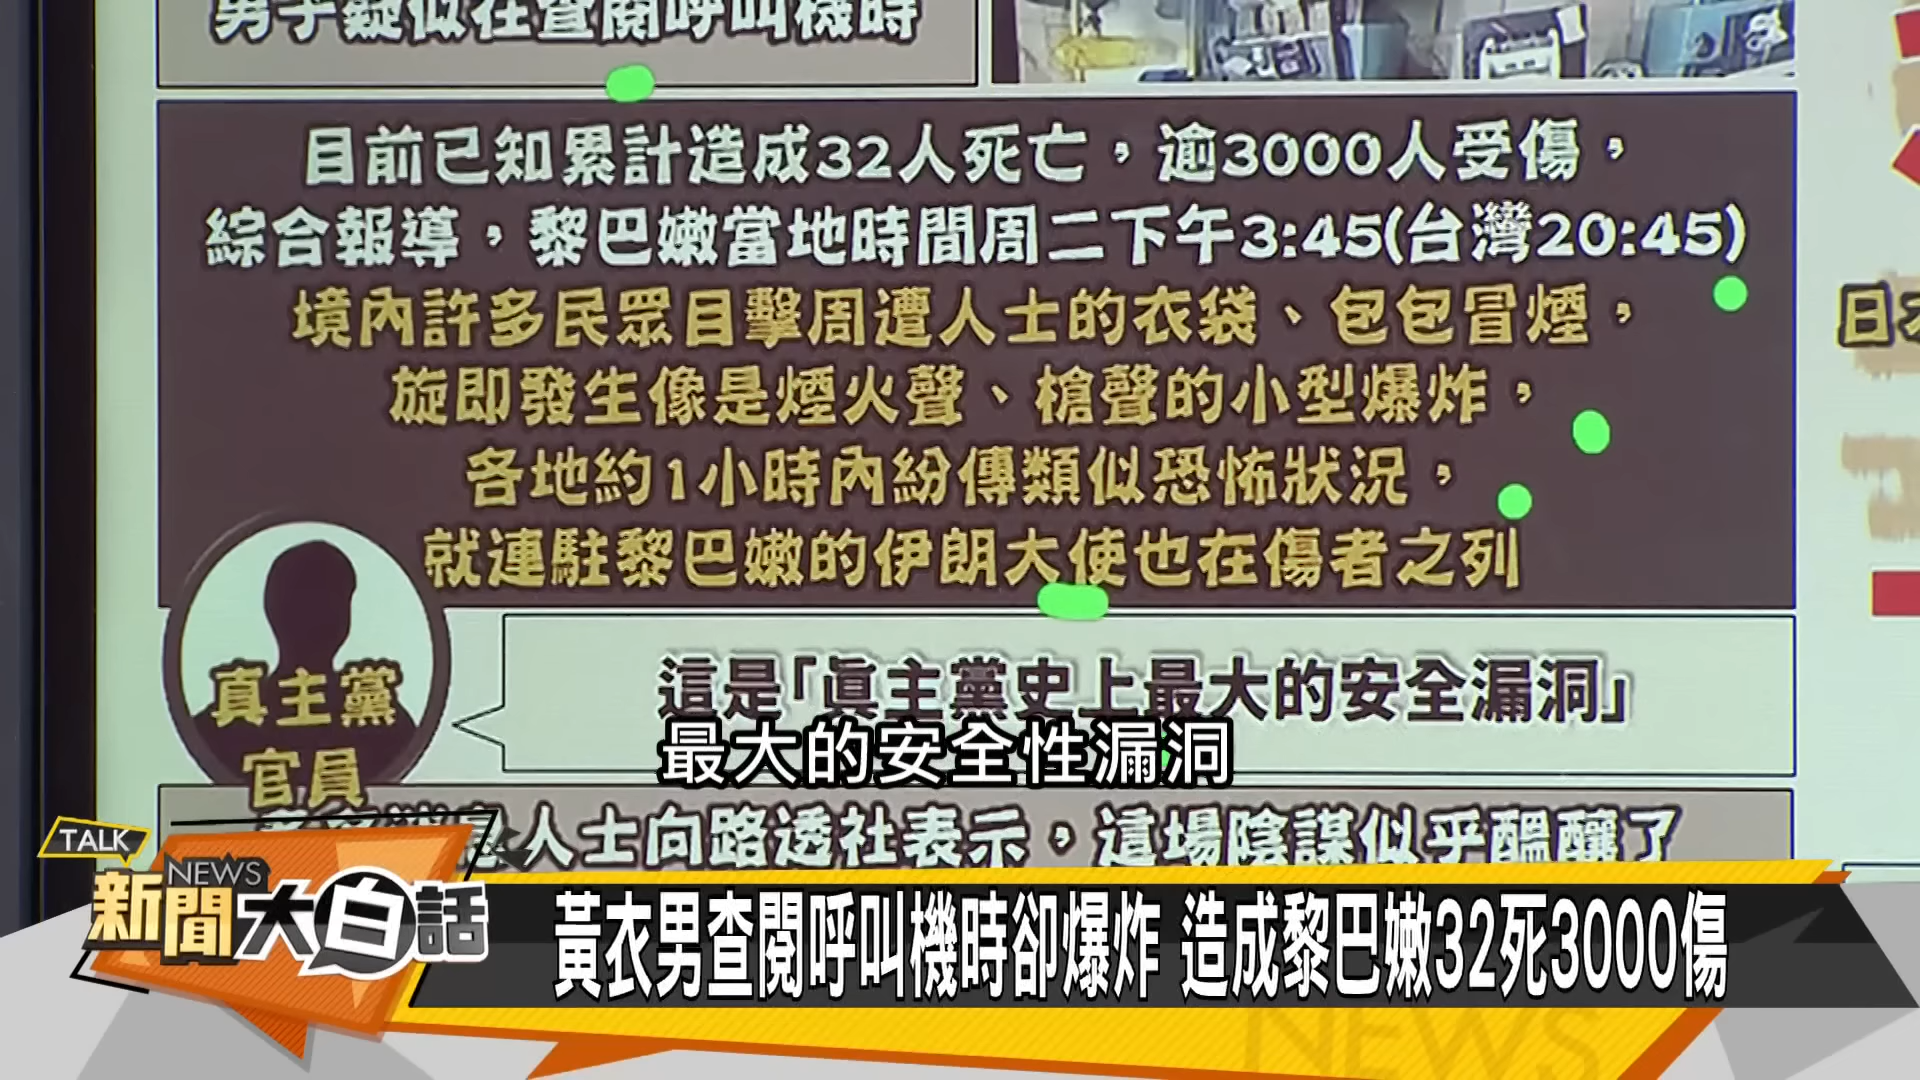 男子疑似在查閱呼叫機時
目前已知累計造成32人死亡，逾3000人受傷，
綜合報導，黎巴嫩當地時間周二下午3:45(台灣20:45)
境內許多民眾目擊周遭人士的衣袋、包包冒煙，
旋即發生像是煙火聲、槍聲的小型爆炸，
各地約1小時內紛傳類似恐怖狀況，
就連駐黎巴嫩的伊朗大使也在傷者之列
日本
真主黨
官員
這是「真主黨史上最大的安全漏洞」
最大的安全性漏洞
人士向路透社表示，這場陰謀似乎醞釀了
TALK
NEWS
新聞大白話
黃衣男查閱呼叫機時卻爆炸 造成黎巴嫩32死3000傷
NEWS